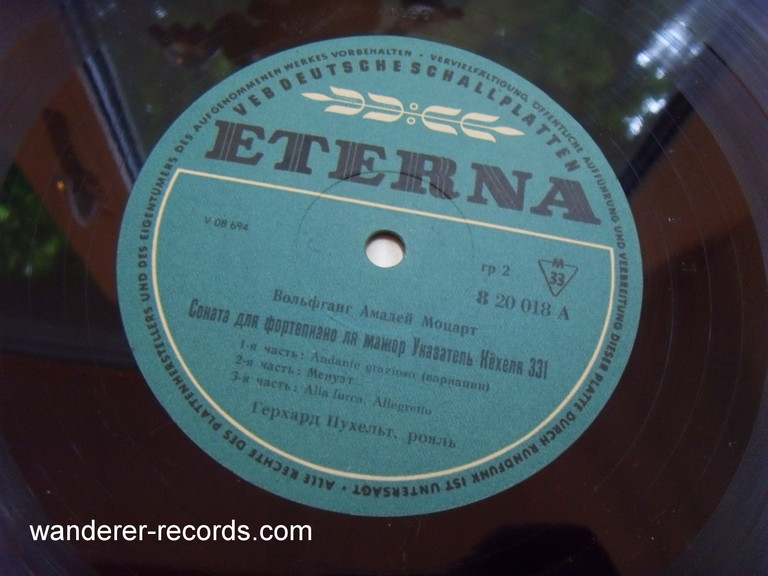 ALLE RECHTE DES PLATTENHERSTELLERS UND DES EIGENTÜMERS DES AUFGENOMMENEN WERKES VORBEHALTEN · VERVIELFÆLTIGUNG, ÖFFENTLICHE AUFFÜHRUNG UND VERBREITUNG DIESER PLATTE DURCH RUNDFUNK IST UNTERSAGT ·
VEB DEUTSCHE SCHALLPLATTEN
ETERNA
V 08 694
гр 2
M 33
8 20 018 A
Вольфганг Амадей Моцарт
Соната для фортепиано ля мажор Указатель Кёхеля 331
1-я часть: Andante grazioso (вариации)
2-я часть: Менуэт
3-я часть: Alla turca, Allegretto
Герхард Пухельт, рояль
wanderer-records.com